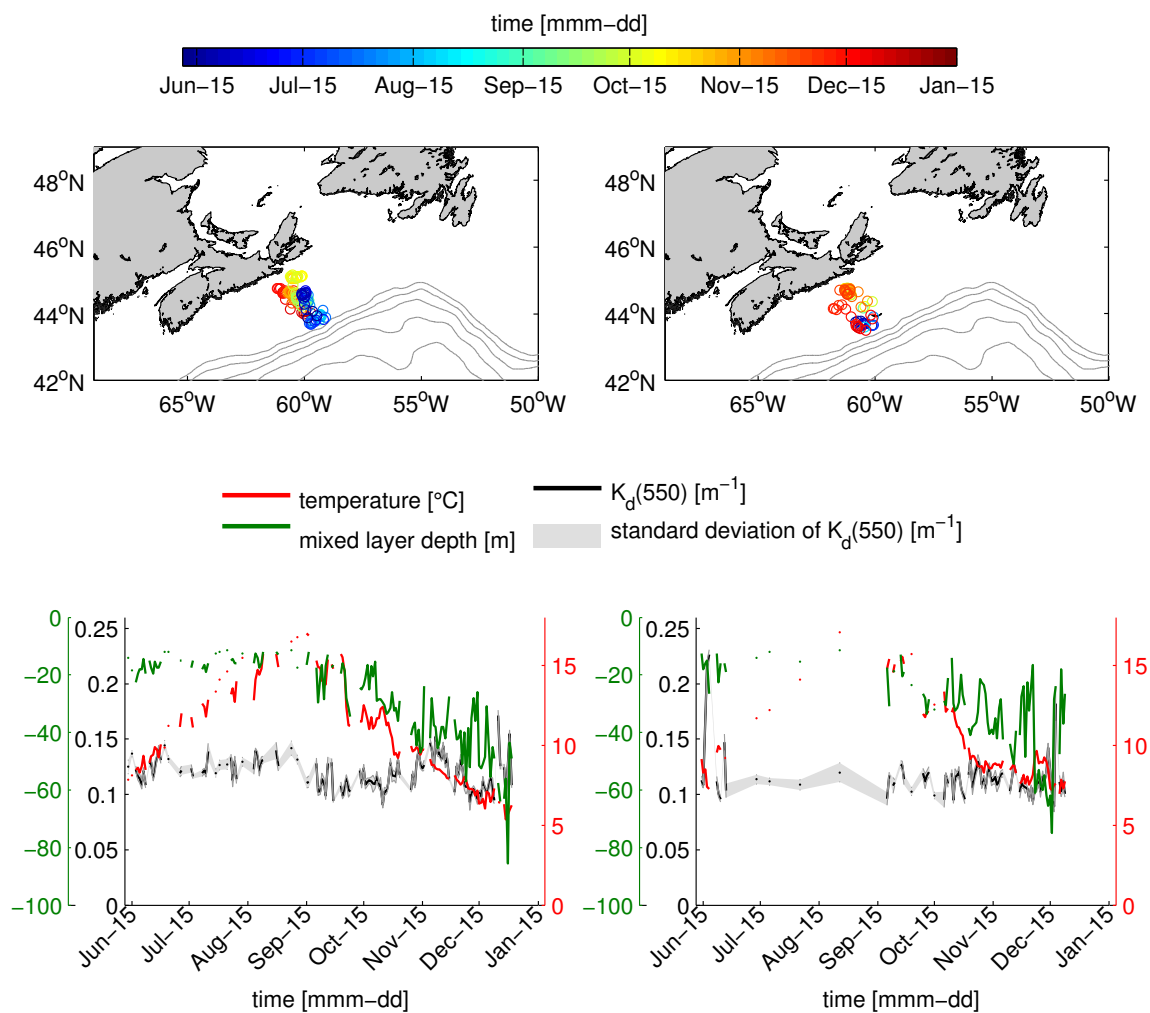 time [mmm−dd]
Jun−15 Jul−15 Aug−15 Sep−15 Oct−15 Nov−15 Dec−15 Jan−15
48°N 48°N
46°N 46°N
44°N 44°N
42°N 42°N
65°W 60°W 55°W 50°W 65°W 60°W 55°W 50°W
temperature [°C] K_d(550) [m⁻¹]
mixed layer depth [m] standard deviation of K_d(550) [m⁻¹]
0 0.25 0 0.25
−20 0.2 15 −20 0.2 15
−40 0.15 10 −40 0.15 10
−60 0.1 −60 0.1
−80 0.05 5 −80 0.05 5
−100 0 0 −100 0 0
Jun−15 Jul−15 Aug−15 Sep−15 Oct−15 Nov−15 Dec−15 Jan−15 Jun−15 Jul−15 Aug−15 Sep−15 Oct−15 Nov−15 Dec−15 Jan−15
time [mmm−dd] time [mmm−dd]